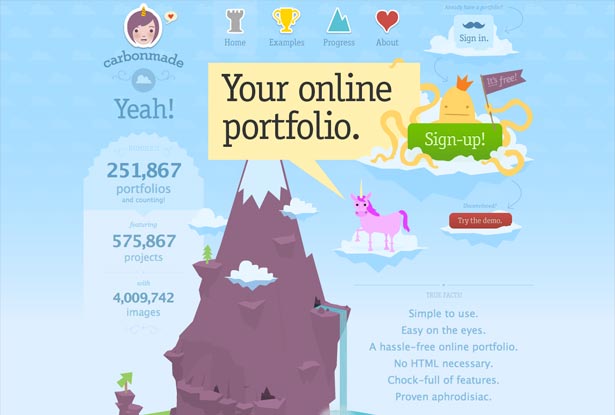 carbonmade
Yeah!
Home
Examples
Progress
About
Already have a portfolio?
Sign in.
Your online
portfolio.
It's free!
Sign-up!
Unconvinced?
Try the demo.
251,867
portfolios
and counting!
featuring
575,867
projects
with
4,009,742
images
TRUE FACTS!
Simple to use.
Easy on the eyes.
A hassle-free online portfolio.
No HTML necessary.
Chock-full of features.
Proven aphrodisiac.